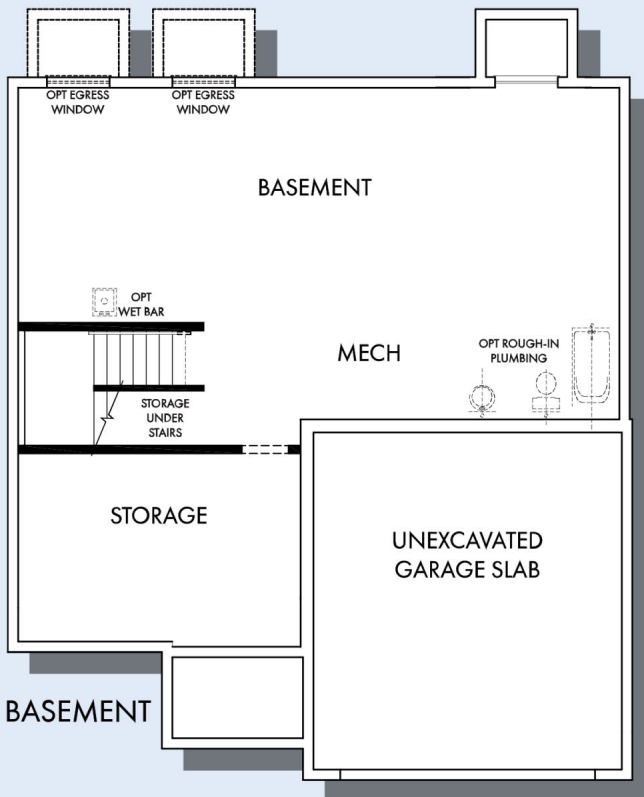 OPT EGRESS
WINDOW
OPT EGRESS
WINDOW
BASEMENT
OPT
WET BAR
MECH
OPT ROUGH-IN
PLUMBING
STORAGE
UNDER
STAIRS
STORAGE
UNEXCAVATED
GARAGE SLAB
BASEMENT